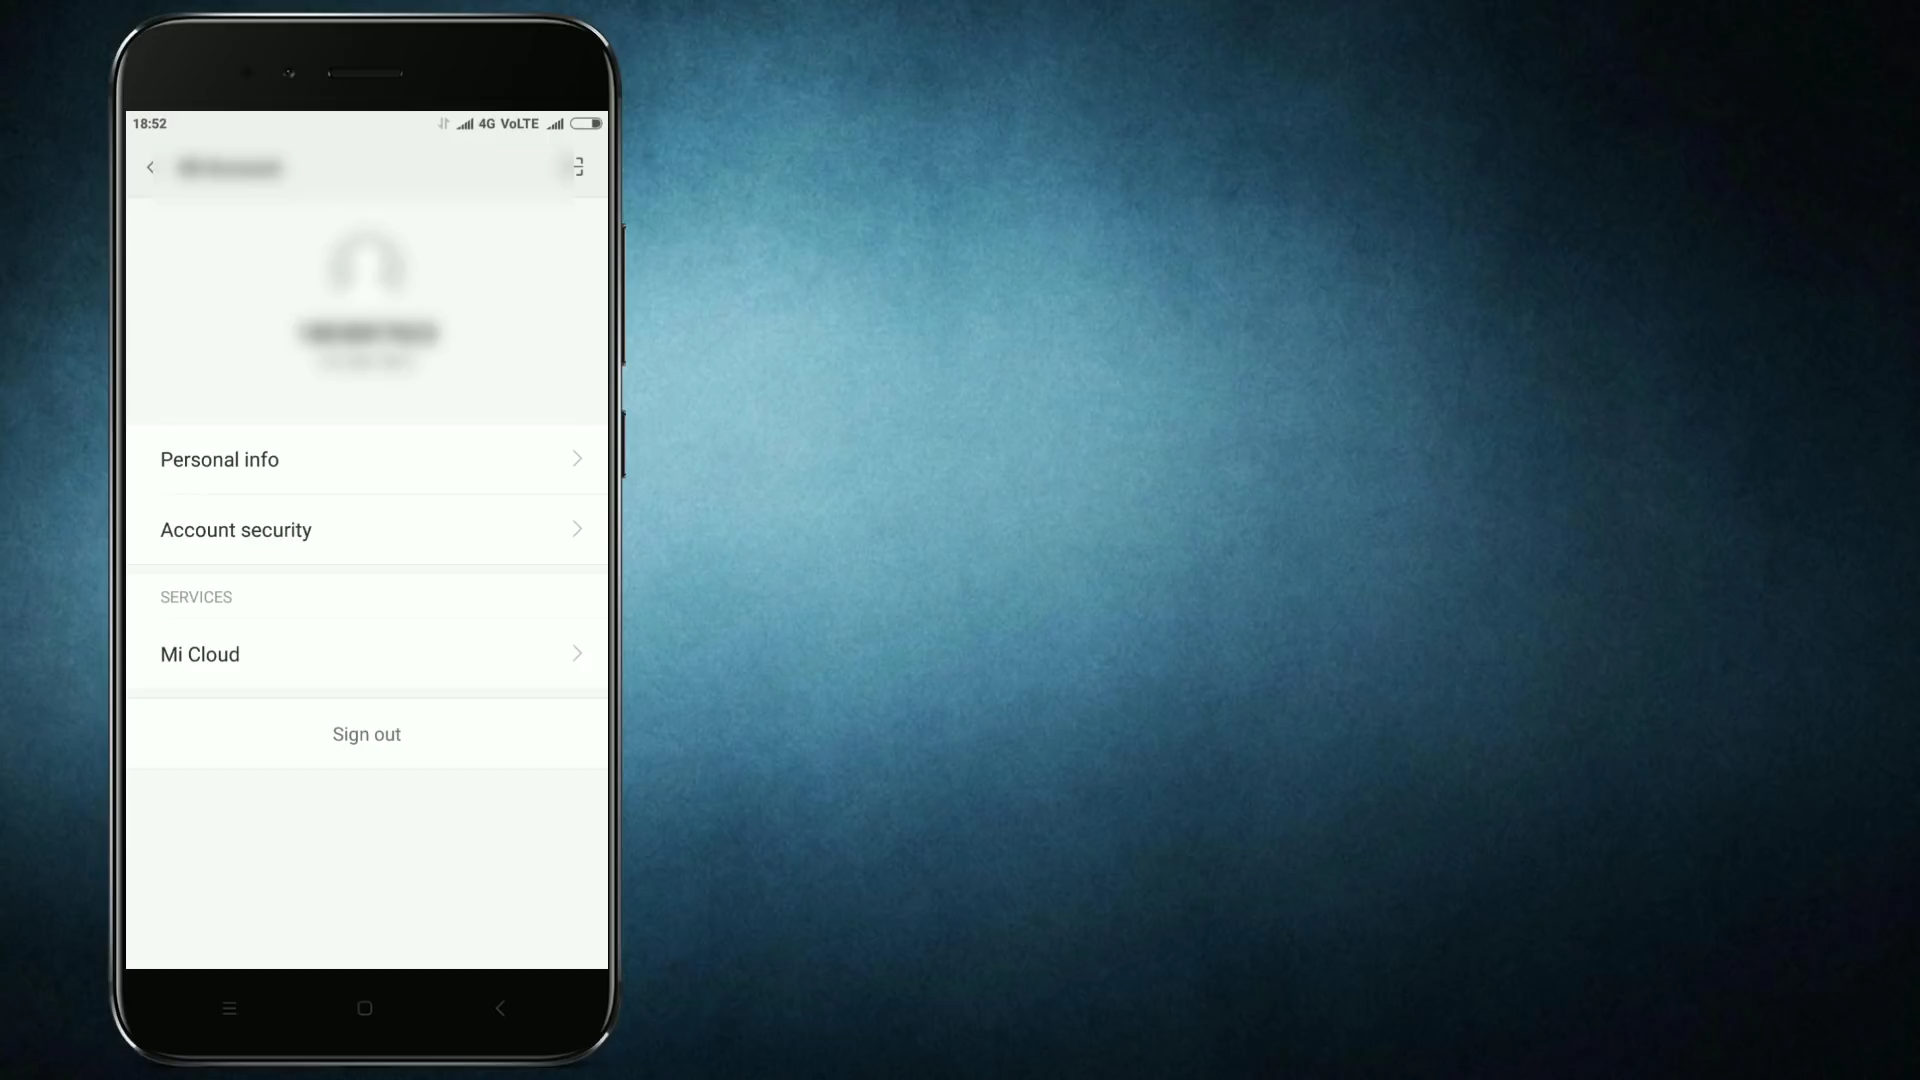 18:52 4G VoLTE
Personal info
Account security
SERVICES
Mi Cloud
Sign out